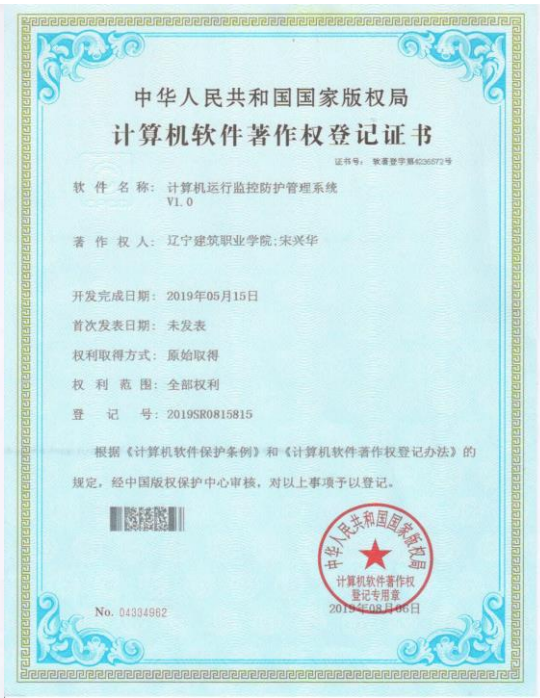 中华人民共和国国家版权局
计算机软件著作权登记证书
证书号： 软著登字第4236572号
软件名称： 计算机运行监控防护管理系统
V1.0
著作权人： 辽宁建筑职业学院;宋兴华
开发完成日期： 2019年05月15日
首次发表日期： 未发表
权利取得方式： 原始取得
权利范围： 全部权利
登记号： 2019SR0815815
根据《计算机软件保护条例》和《计算机软件著作权登记办法》的
规定，经中国版权保护中心审核，对以上事项予以登记。
中华人民共和国国家版权局
计算机软件著作权
登记专用章
2019年08月06日
No. 04334962